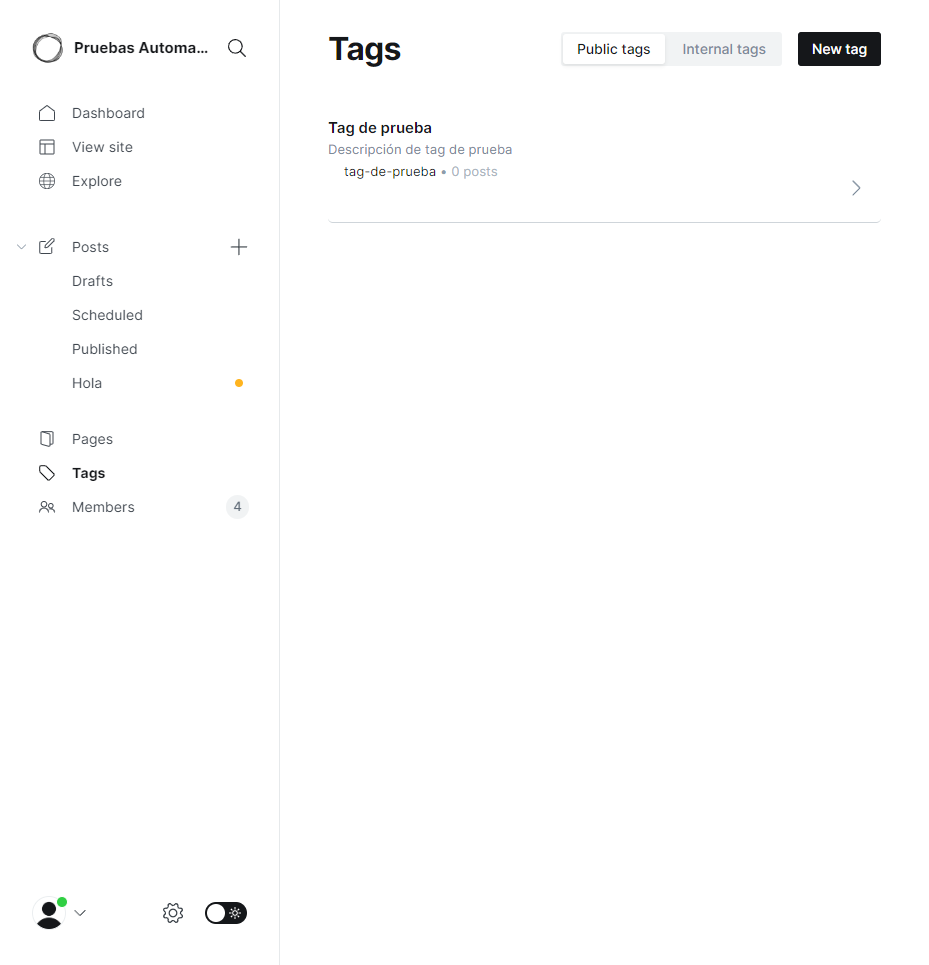 Pruebas Automa...
Dashboard
View site
Explore
Posts
Drafts
Scheduled
Published
Hola
Pages
Tags
Members
4
Tags
Public tags
Internal tags
New tag
Tag de prueba
Descripción de tag de prueba
tag-de-prueba • 0 posts